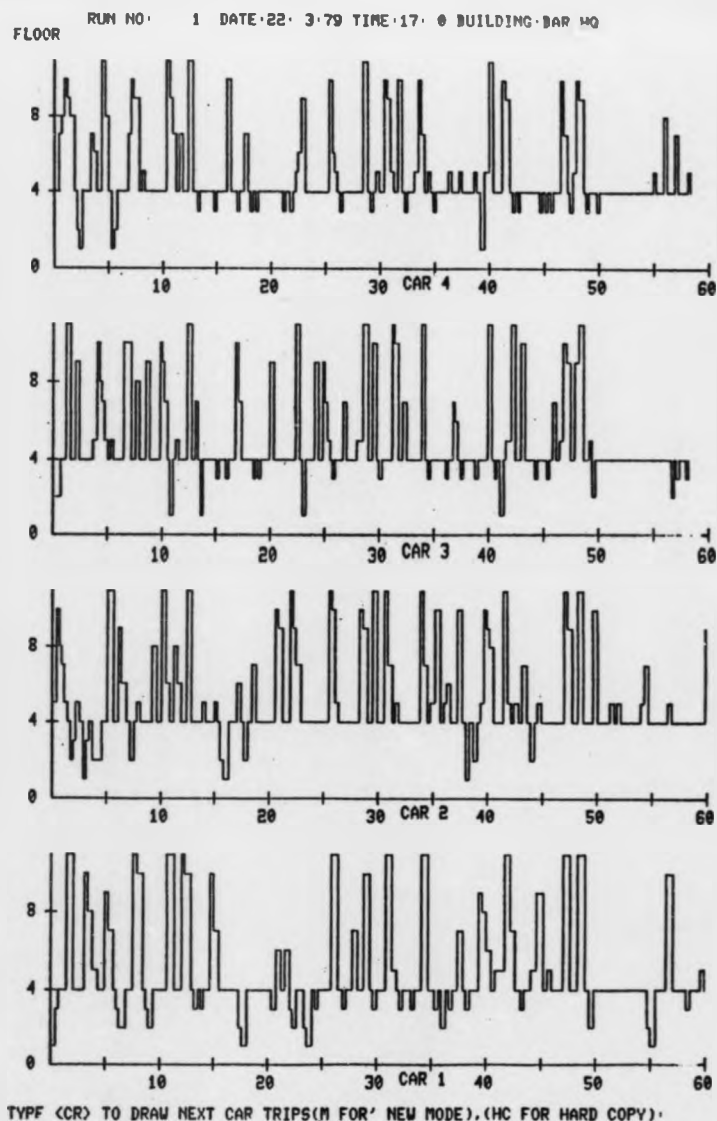 RUN NO: 1 DATE:22: 3:79 TIME:17: 0 BUILDING:BAR HQ
FLOOR
8
4
0
10 20 30 CAR 4 40 50 60
8
4
0
10 20 30 CAR 3 40 50 60
8
4
0
10 20 30 CAR 2 40 50 60
8
4
0
10 20 30 CAR 1 40 50 60
TYPE <CR> TO DRAW NEXT CAR TRIPS(M FOR' NEW MODE).(HC FOR HARD COPY):